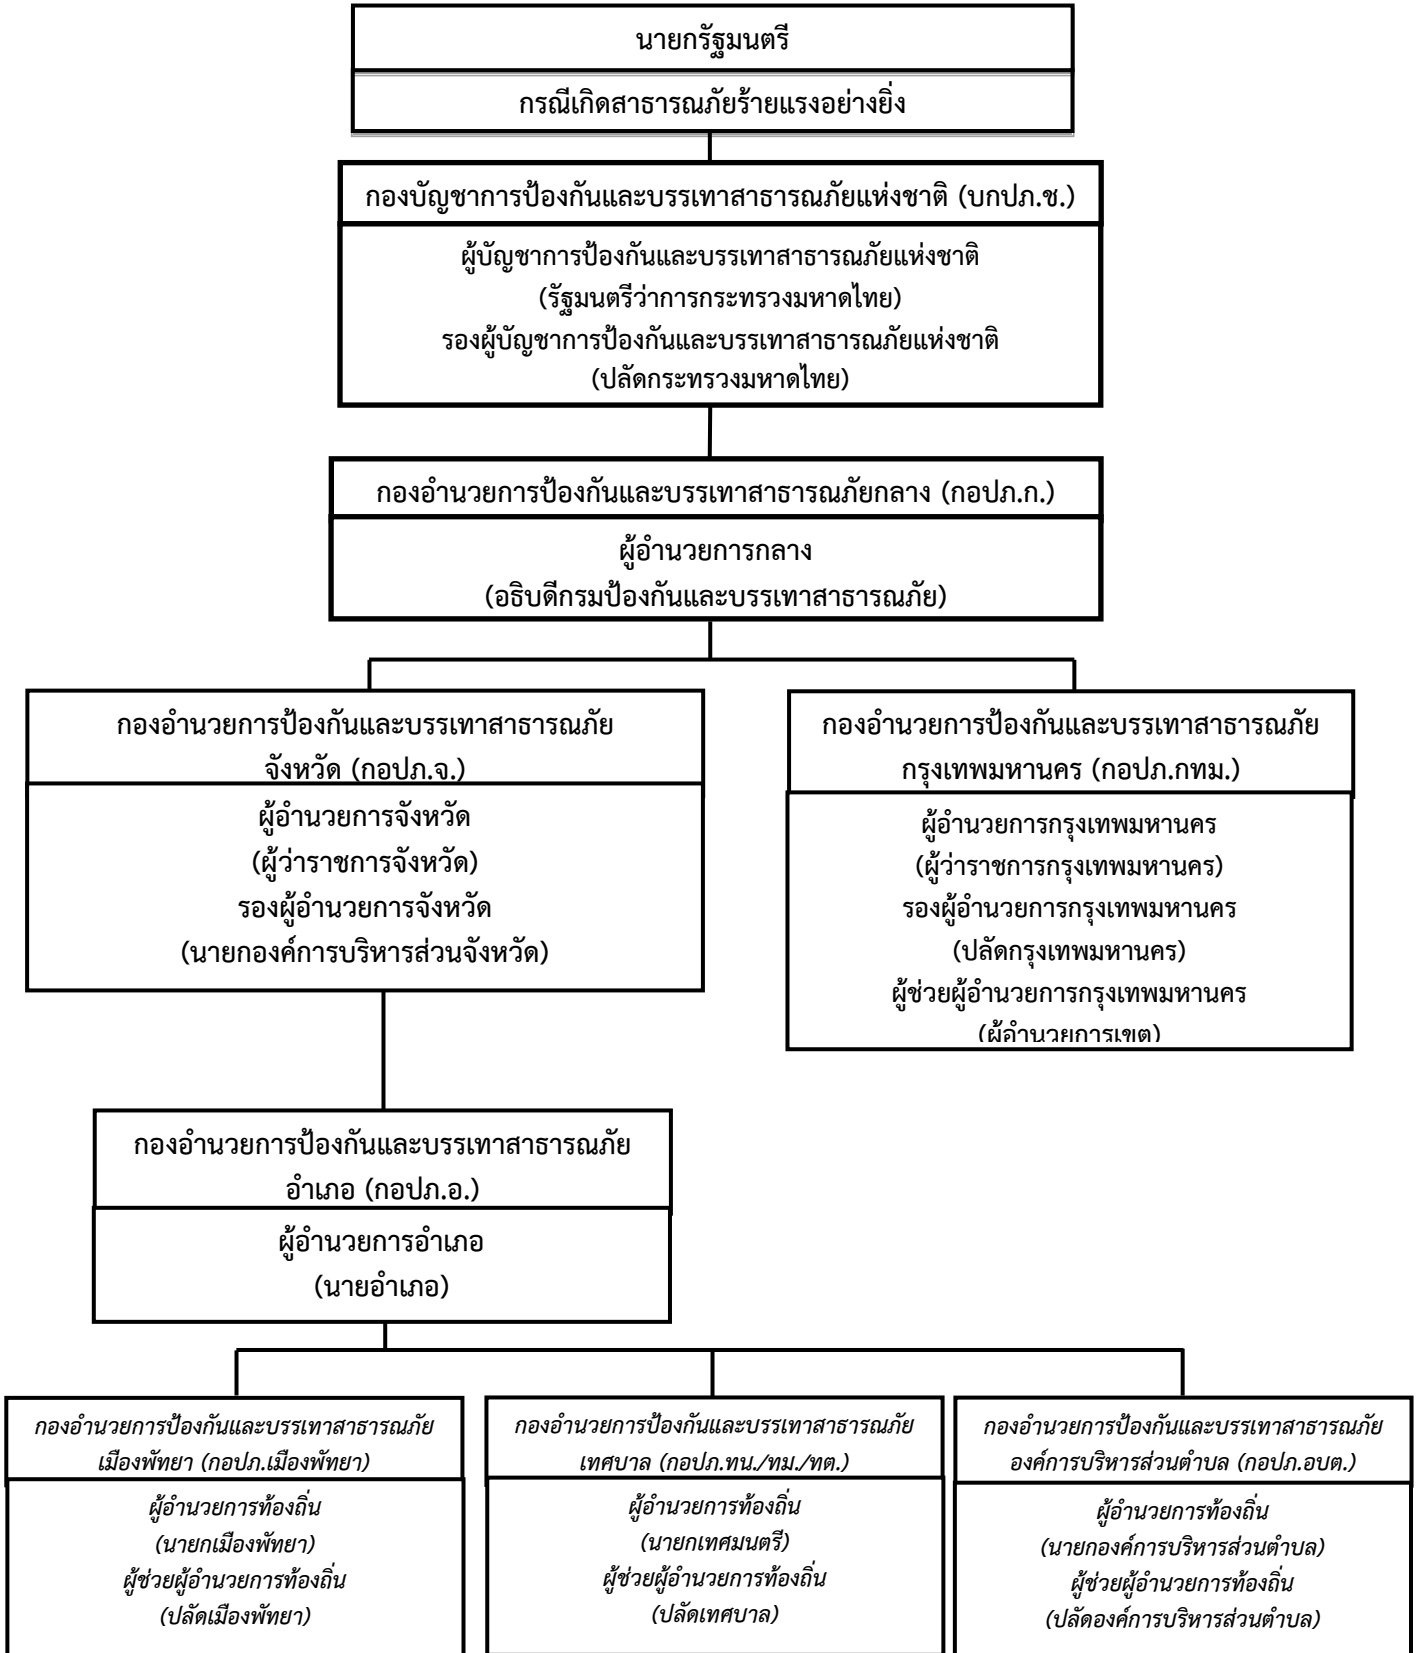 นายกรัฐมนตรี
กรณีเกิดสาธารณภัยร้ายแรงอย่างยิ่ง
กองบัญชาการป้องกันและบรรเทาสาธารณภัยแห่งชาติ (บกปภ.ช.)
ผู้บัญชาการป้องกันและบรรเทาสาธารณภัยแห่งชาติ
(รัฐมนตรีว่าการกระทรวงมหาดไทย)
รองผู้บัญชาการป้องกันและบรรเทาสาธารณภัยแห่งชาติ
(ปลัดกระทรวงมหาดไทย)
กองอำนวยการป้องกันและบรรเทาสาธารณภัยกลาง (กอปภ.ก.)
ผู้อำนวยการกลาง
(อธิบดีกรมป้องกันและบรรเทาสาธารณภัย)
กองอำนวยการป้องกันและบรรเทาสาธารณภัย
จังหวัด (กอปภ.จ.)
ผู้อำนวยการจังหวัด
(ผู้ว่าราชการจังหวัด)
รองผู้อำนวยการจังหวัด
(นายกองค์การบริหารส่วนจังหวัด)
กองอำนวยการป้องกันและบรรเทาสาธารณภัย
กรุงเทพมหานคร (กอปภ.กทม.)
ผู้อำนวยการกรุงเทพมหานคร
(ผู้ว่าราชการกรุงเทพมหานคร)
รองผู้อำนวยการกรุงเทพมหานคร
(ปลัดกรุงเทพมหานคร)
ผู้ช่วยผู้อำนวยการกรุงเทพมหานคร
(ผู้อำนวยการเขต)
กองอำนวยการป้องกันและบรรเทาสาธารณภัย
อำเภอ (กอปภ.อ.)
ผู้อำนวยการอำเภอ
(นายอำเภอ)
กองอำนวยการป้องกันและบรรเทาสาธารณภัย
เมืองพัทยา (กอปภ.เมืองพัทยา)
ผู้อำนวยการท้องถิ่น
(นายกเมืองพัทยา)
ผู้ช่วยผู้อำนวยการท้องถิ่น
(ปลัดเมืองพัทยา)
กองอำนวยการป้องกันและบรรเทาสาธารณภัย
เทศบาล (กอปภ.ทน./ทม./ทต.)
ผู้อำนวยการท้องถิ่น
(นายกเทศมนตรี)
ผู้ช่วยผู้อำนวยการท้องถิ่น
(ปลัดเทศบาล)
กองอำนวยการป้องกันและบรรเทาสาธารณภัย
องค์การบริหารส่วนตำบล (กอปภ.อบต.)
ผู้อำนวยการท้องถิ่น
(นายกองค์การบริหารส่วนตำบล)
ผู้ช่วยผู้อำนวยการท้องถิ่น
(ปลัดองค์การบริหารส่วนตำบล)